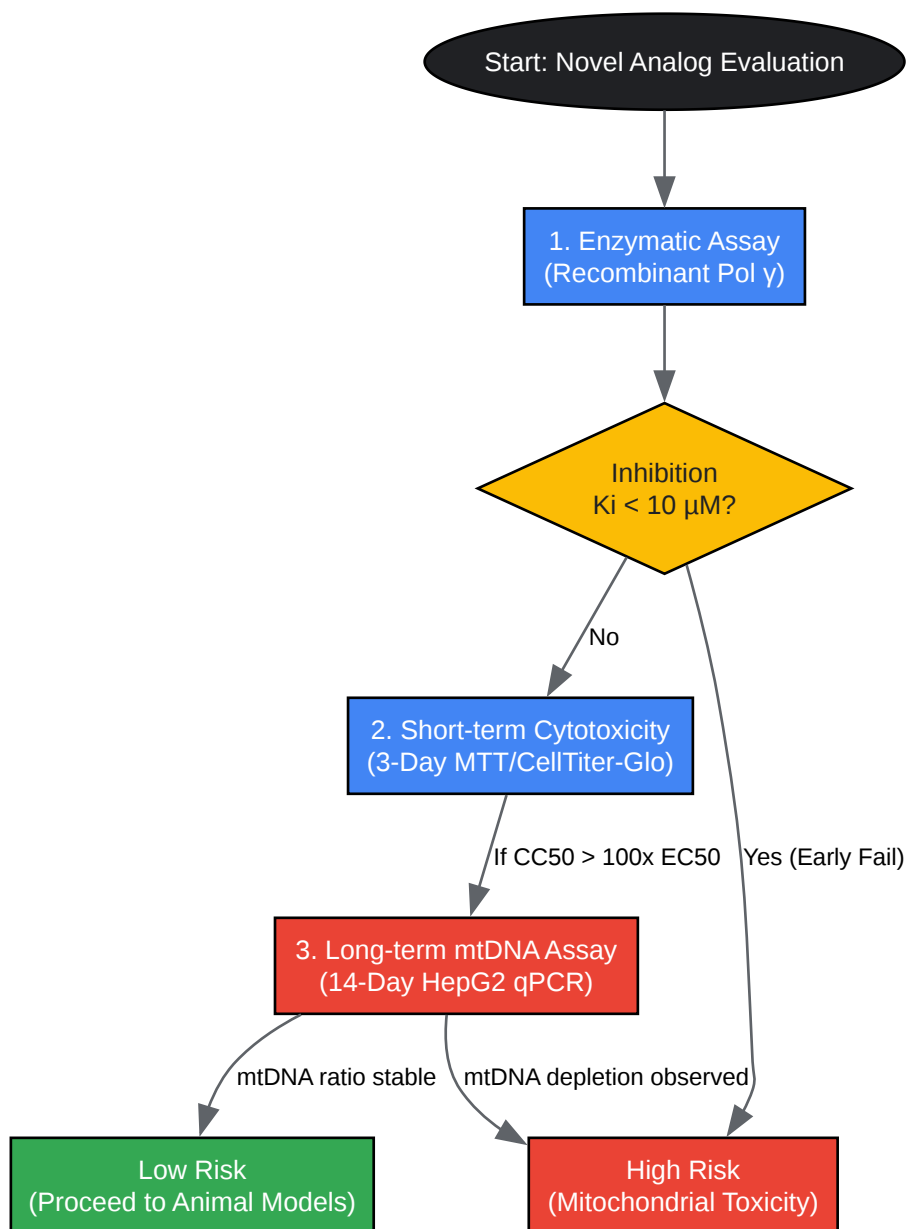 Start: Novel Analog Evaluation
1. Enzymatic Assay
(Recombinant Pol γ)
Inhibition
Ki < 10 µM?
No
2. Short-term Cytotoxicity
(3-Day MTT/CellTiter-Glo)
If CC50 > 100x EC50
Yes (Early Fail)
3. Long-term mtDNA Assay
(14-Day HepG2 qPCR)
mtDNA ratio stable
mtDNA depletion observed
Low Risk
(Proceed to Animal Models)
High Risk
(Mitochondrial Toxicity)